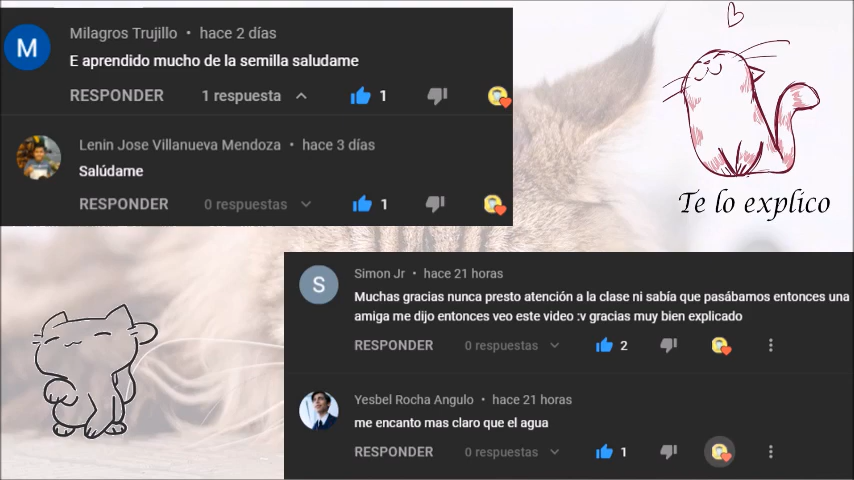 M
Milagros Trujillo • hace 2 días
E aprendido mucho de la semilla saludame
RESPONDER 1 respuesta 1
Lenin Jose Villanueva Mendoza • hace 3 días
Salúdame
RESPONDER 0 respuestas 1
Te lo explico
S
Simon Jr • hace 21 horas
Muchas gracias nunca presto atención a la clase ni sabía que pasábamos entonces una
amiga me dijo entonces veo este video :v gracias muy bien explicado
RESPONDER 0 respuestas 2
Yesbel Rocha Angulo • hace 21 horas
me encanto mas claro que el agua
RESPONDER 0 respuestas 1